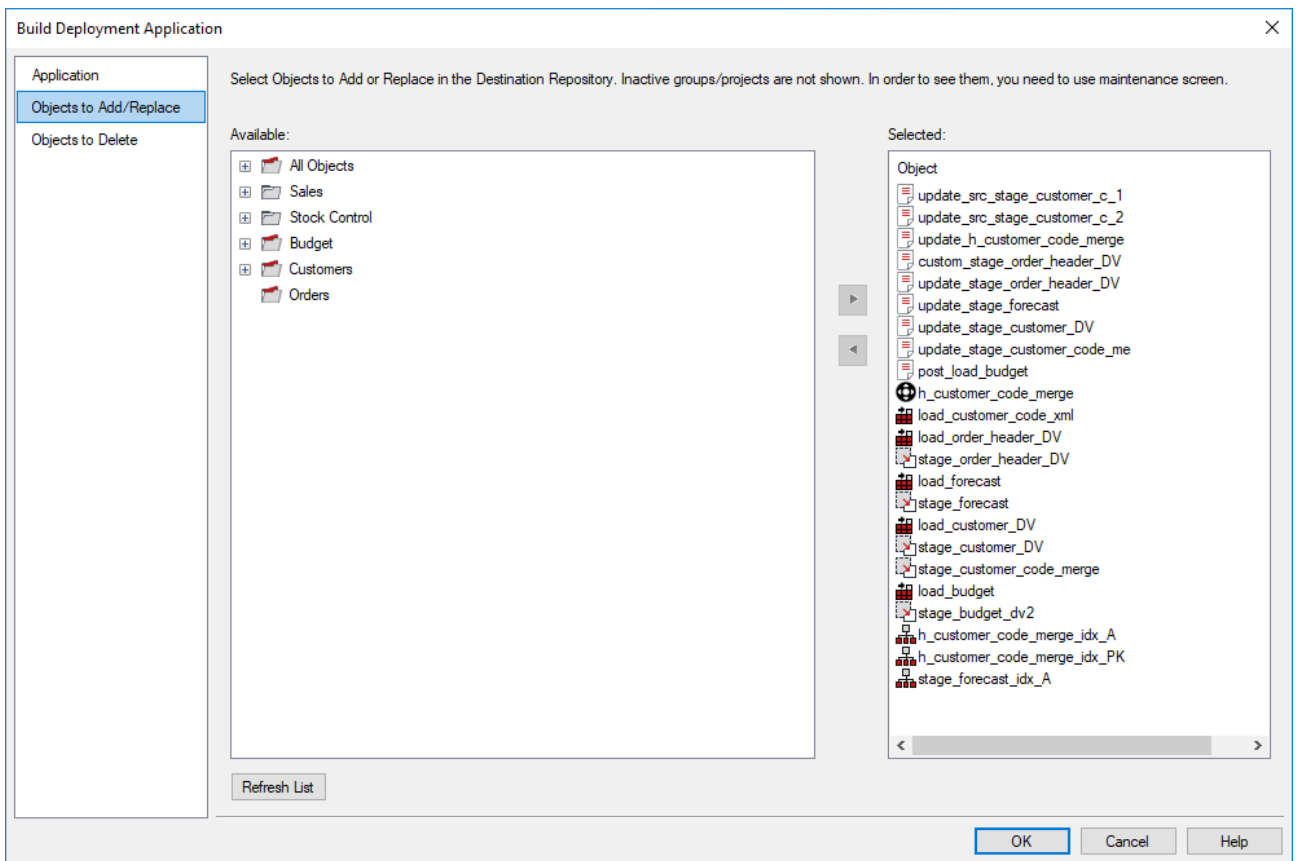 Build Deployment Application
Application
Objects to Add/Replace
Objects to Delete
Select Objects to Add or Replace in the Destination Repository. Inactive groups/projects are not shown. In order to see them, you need to use maintenance screen.
Available:
All Objects
Sales
Stock Control
Budget
Customers
Orders
Refresh List
Selected:
Object
update_src_stage_customer_c_1
update_src_stage_customer_c_2
update_h_customer_code_merge
custom_stage_order_header_DV
update_stage_order_header_DV
update_stage_forecast
update_stage_customer_DV
update_stage_customer_code_me
post_load_budget
h_customer_code_merge
load_customer_code_xml
load_order_header_DV
stage_order_header_DV
load_forecast
stage_forecast
load_customer_DV
stage_customer_DV
stage_customer_code_merge
load_budget
stage_budget_dv2
h_customer_code_merge_idx_A
h_customer_code_merge_idx_PK
stage_forecast_idx_A
OK
Cancel
Help